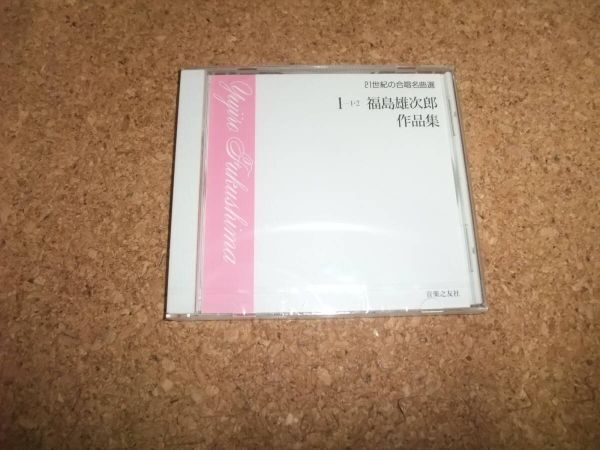 21世紀の合唱名曲選
I-1・2 福島雄次郎
作品集
Yujiro Fukushima
音楽之友社